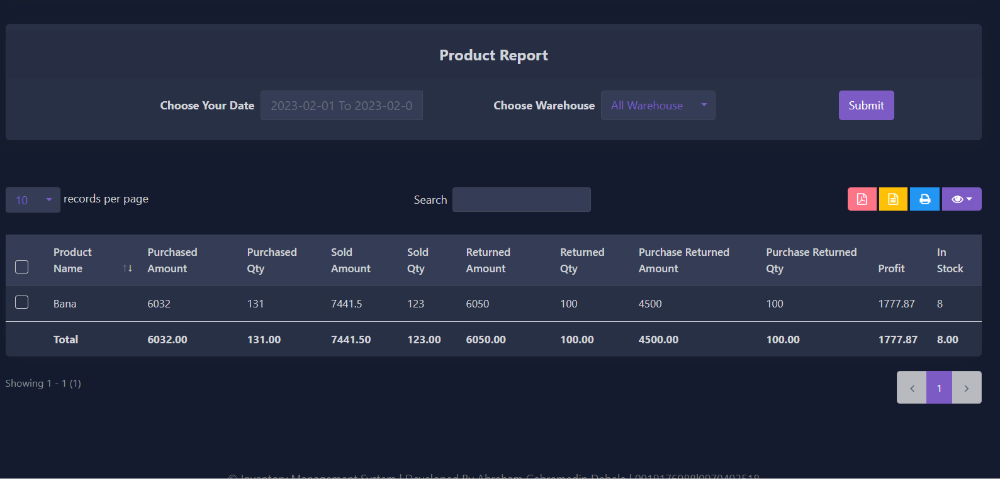 Product Report
Choose Your Date 2023-02-01 To 2023-02-0 Choose Warehouse All Warehouse Submit
10 records per page Search
Product Name Purchased Amount Purchased Qty Sold Amount Sold Qty Returned Amount Returned Qty Purchase Returned Amount Purchase Returned Qty Profit In Stock
Bana 6032 131 7441.5 123 6050 100 4500 100 1777.87 8
Total 6032.00 131.00 7441.50 123.00 6050.00 100.00 4500.00 100.00 1777.87 8.00
Showing 1 - 1 (1) < 1 >
© Inventory Management System | Developed By Abraham Gebremedin Debele | 0919176988|0970493518